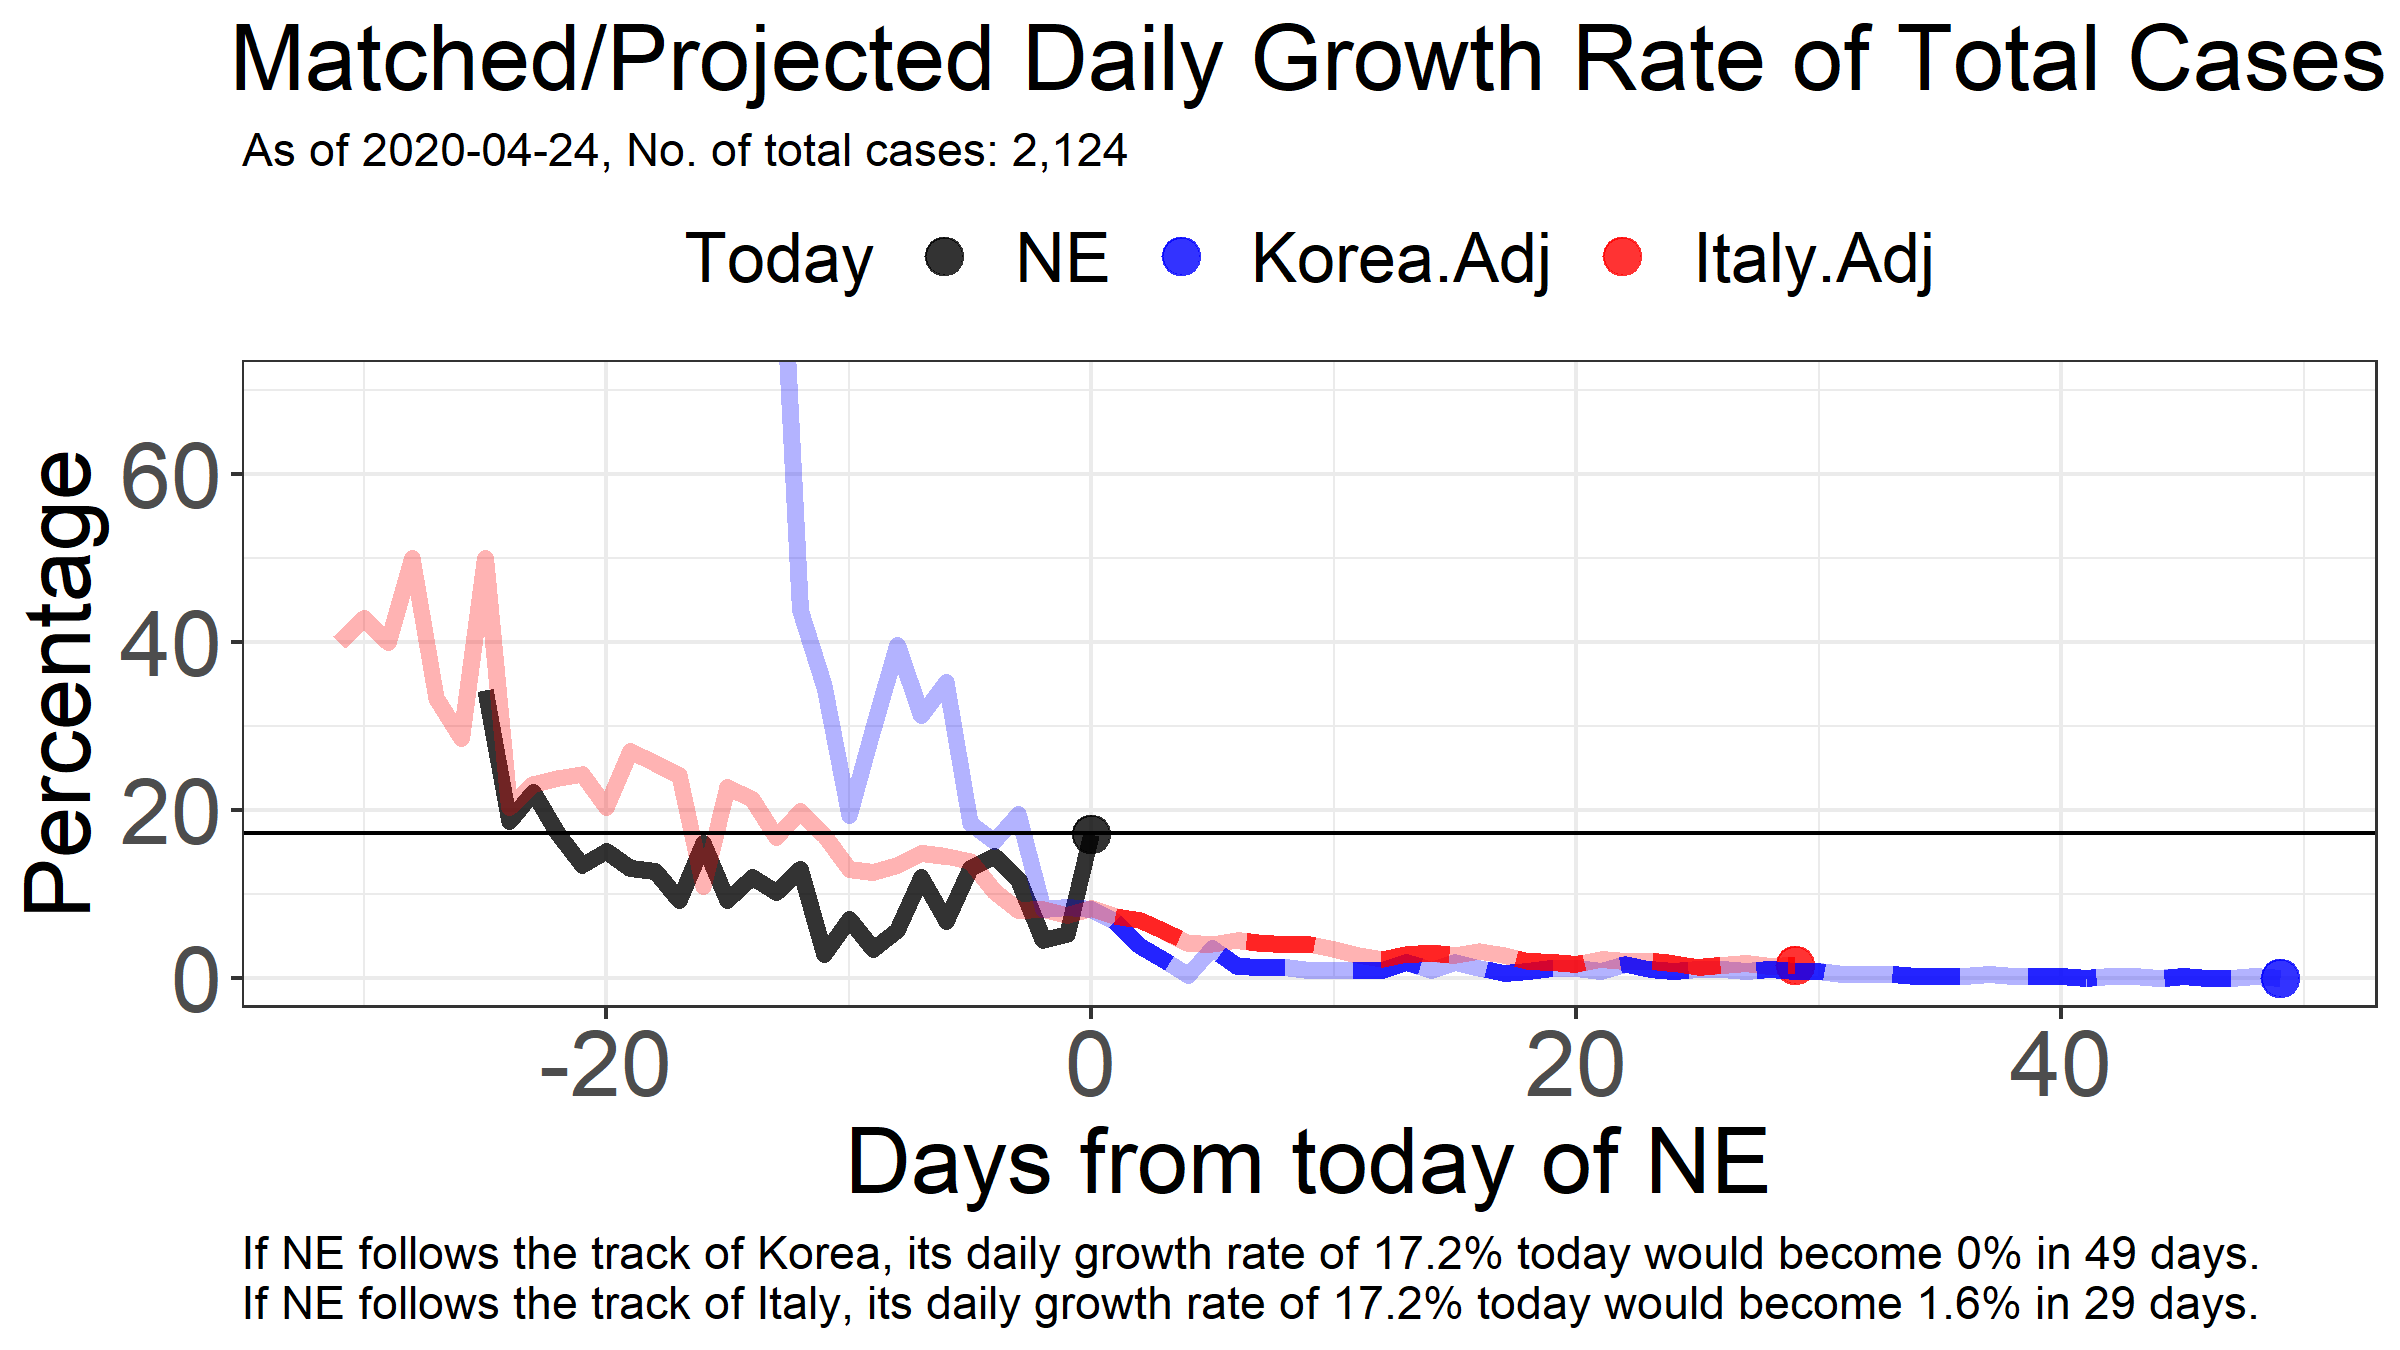 Matched/Projected Daily Growth Rate of Total Cases
As of 2020-04-24, No. of total cases: 2,124
Today NE Korea.Adj Italy.Adj
Percentage
60
40
20
0
-20 0 20 40
Days from today of NE
If NE follows the track of Korea, its daily growth rate of 17.2% today would become 0% in 49 days.
If NE follows the track of Italy, its daily growth rate of 17.2% today would become 1.6% in 29 days.